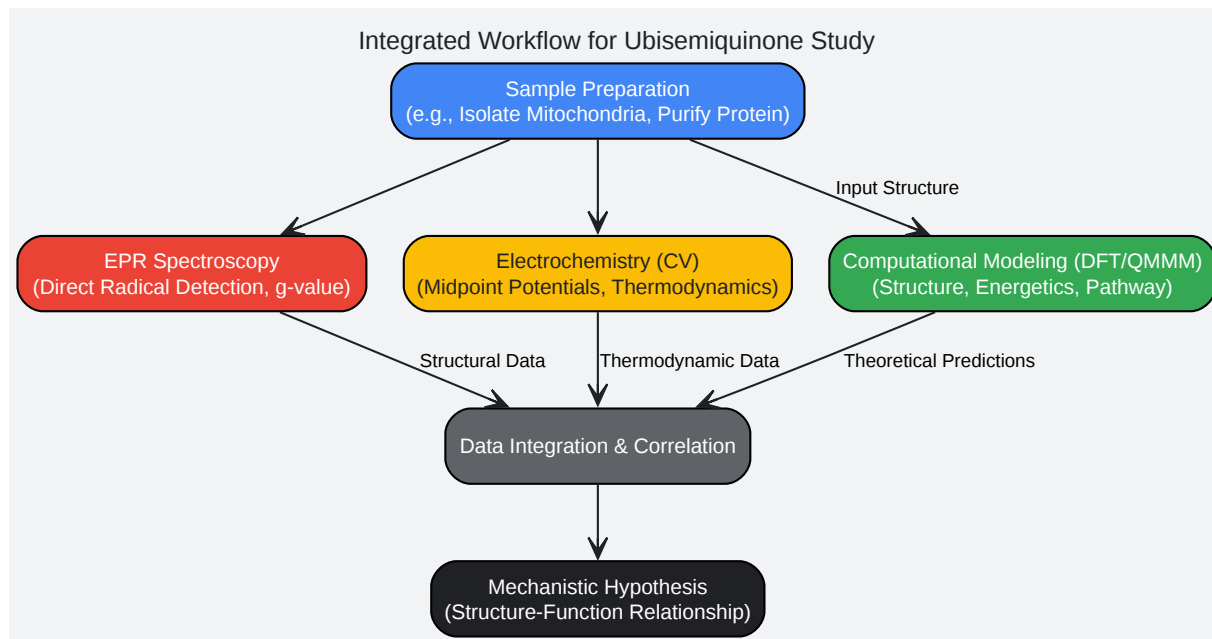 Integrated Workflow for Ubisemiquinone Study
Sample Preparation
(e.g., Isolate Mitochondria, Purify Protein)
Input Structure
EPR Spectroscopy
(Direct Radical Detection, g-value)
Electrochemistry (CV)
(Midpoint Potentials, Thermodynamics)
Computational Modeling (DFT/QMMM)
(Structure, Energetics, Pathway)
Structural Data
Thermodynamic Data
Theoretical Predictions
Data Integration & Correlation
Mechanistic Hypothesis
(Structure-Function Relationship)